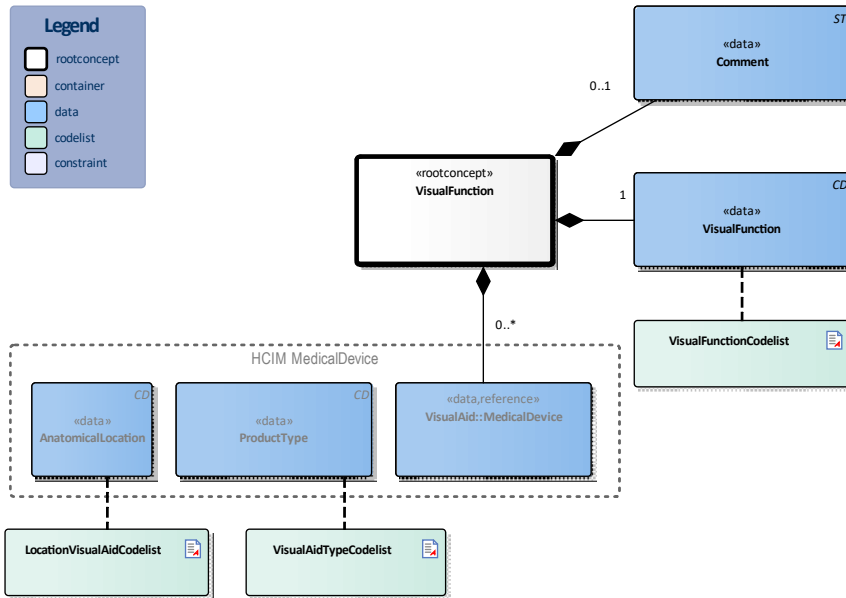 Legend
rootconcept
container
data
codelist
constraint
ST
«data»
Comment
0..1
«rootconcept»
VisualFunction
1
CD
«data»
VisualFunction
0..*
VisualFunctionCodelist
HCIM MedicalDevice
CD
«data»
AnatomicalLocation
CD
«data»
ProductType
«data,reference»
VisualAid::MedicalDevice
LocationVisualAidCodelist
VisualAidTypeCodelist